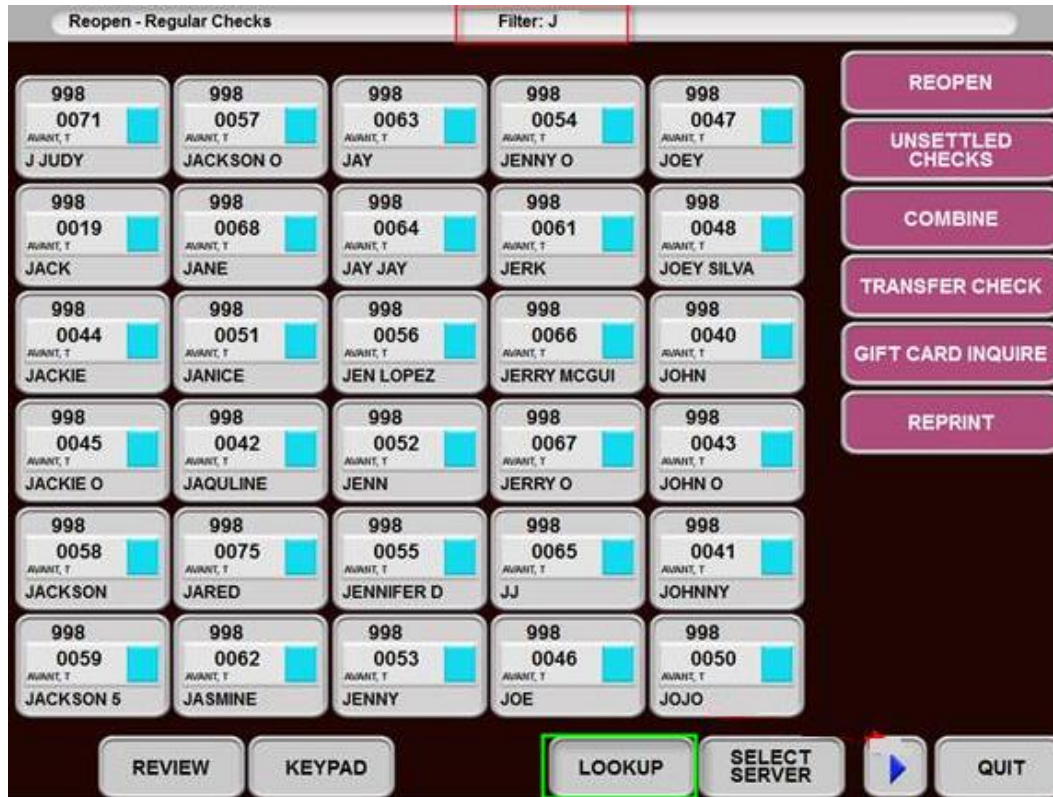 Reopen - Regular Checks Filter: J
998 998 998 998 998
0071 0057 0063 0054 0047
AVANT, T AVANT, T AVANT, T AVANT, T AVANT, T
J JUDY JACKSON O JAY JENNY O JOEY
998 998 998 998 998
0019 0068 0064 0061 0048
AVANT, T AVANT, T AVANT, T AVANT, T AVANT, T
JACK JANE JAY JAY JERK JOEY SILVA
998 998 998 998 998
0044 0051 0056 0066 0040
AVANT, T AVANT, T AVANT, T AVANT, T AVANT, T
JACKIE JANICE JEN LOPEZ JERRY MCGUI JOHN
998 998 998 998 998
0045 0042 0052 0067 0043
AVANT, T AVANT, T AVANT, T AVANT, T AVANT, T
JACKIE O JAQULINE JENN JERRY O JOHN O
998 998 998 998 998
0058 0075 0055 0065 0041
AVANT, T AVANT, T AVANT, T AVANT, T AVANT, T
JACKSON JARED JENNIFER D JJ JOHNNY
998 998 998 998 998
0059 0062 0053 0046 0050
AVANT, T AVANT, T AVANT, T AVANT, T AVANT, T
JACKSON 5 JASMINE JENNY JOE JOJO
REOPEN
UNSETTLED
CHECKS
COMBINE
TRANSFER CHECK
GIFT CARD INQUIRE
REPRINT
REVIEW KEYPAD LOOKUP SELECT
SERVER QUIT